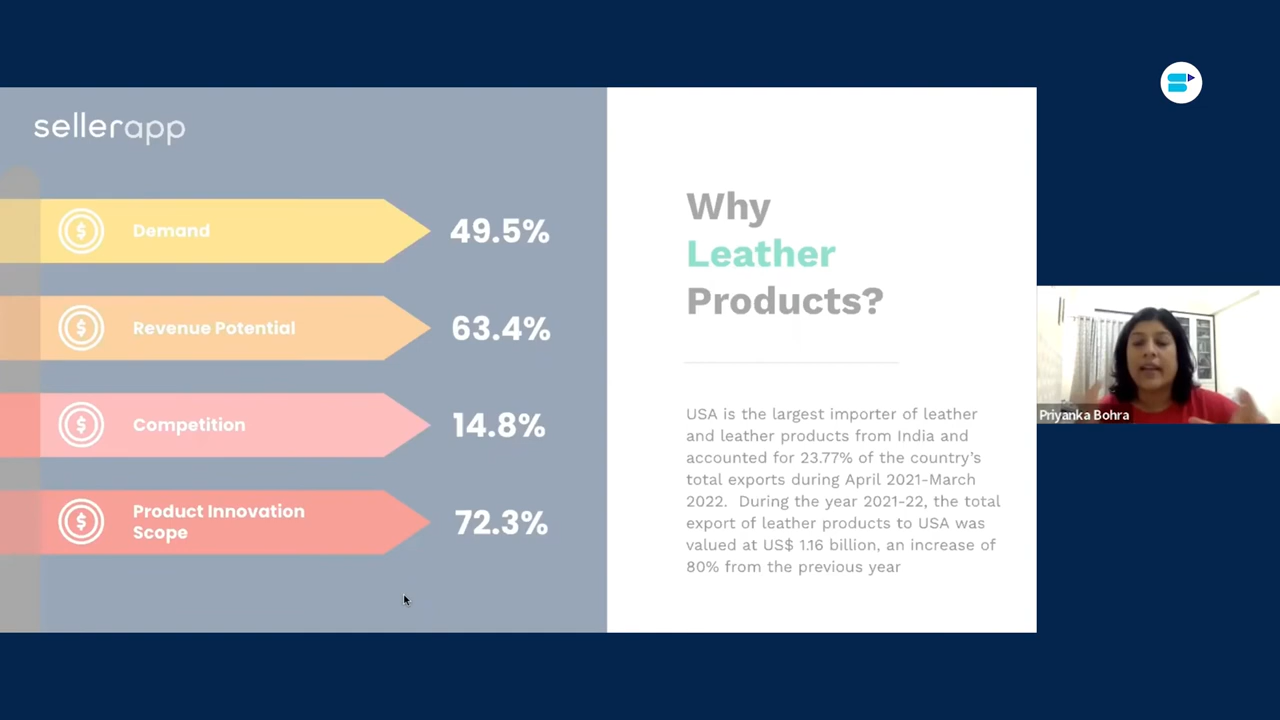 sellerapp
Demand
49.5%
Revenue Potential
63.4%
Competition
14.8%
Product Innovation
Scope
72.3%
Why
Leather
Products?
USA is the largest importer of leather
and leather products from India and
accounted for 23.77% of the country's
total exports during April 2021-March
2022. During the year 2021-22, the total
export of leather products to USA was
valued at US$ 1.16 billion, an increase of
80% from the previous year
Priyanka Bohra